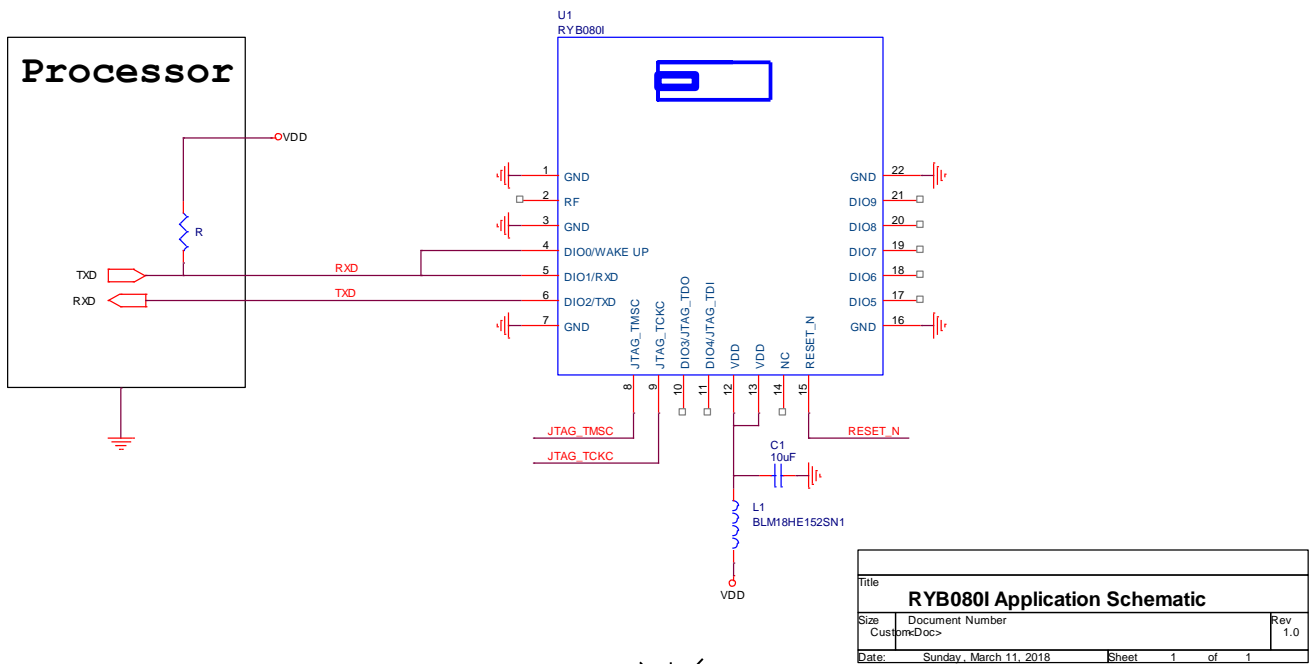 U1
RYB080I
Processor
VDD
R
TXD
RXD
RXD
TXD
1 GND
2 RF
3 GND
4 DIO0/WAKE UP
5 DIO1/RXD
6 DIO2/TXD
7 GND
22 GND
21 DIO9
20 DIO8
19 DIO7
18 DIO6
17 DIO5
16 GND
8 JTAG_TMSC
9 JTAG_TCKC
10 DIO3/JTAG_TDO
11 DIO4/JTAG_TDI
12 VDD
13 VDD
14 NC
15 RESET_N
JTAG_TMSC
JTAG_TCKC
RESET_N
C1
10uF
L1
BLM18HE152SN1
VDD
Title
RYB080I Application Schematic
Size Document Number Rev
Custom <Doc> 1.0
Date: Sunday, March 11, 2018 Sheet 1 of 1